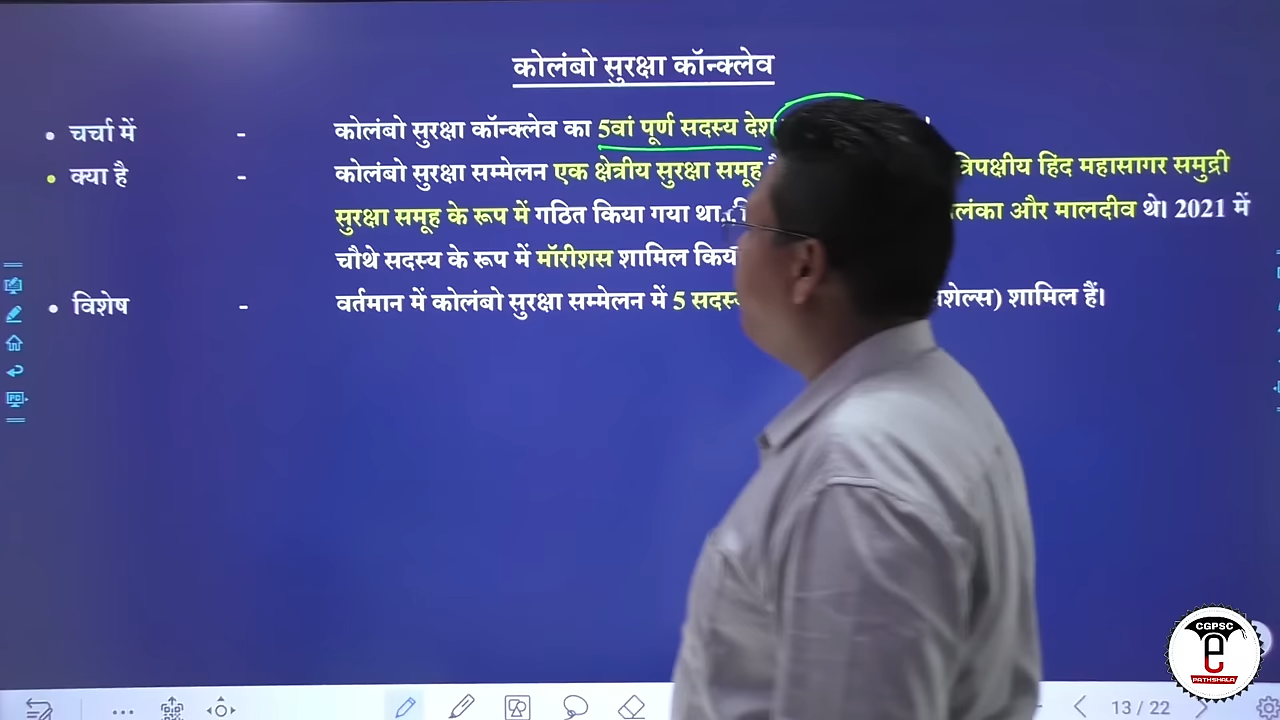 कोलंबो सुरक्षा कॉन्क्लेव
• चर्चा में - कोलंबो सुरक्षा कॉन्क्लेव का 5वां पूर्ण सदस्य देश
• क्या है - कोलंबो सुरक्षा सम्मेलन एक क्षेत्रीय सुरक्षा समूह त्रिपक्षीय हिंद महासागर समुद्री
सुरक्षा समूह के रूप में गठित किया गया था। और मालदीव थे। 2021 में
चौथे सदस्य के रूप में मॉरीशस शामिल
• विशेष - वर्तमान में कोलंबो सुरक्षा सम्मेलन में 5 शामिल हैं।
13 / 22
CGPSC
e
PATHSHALA